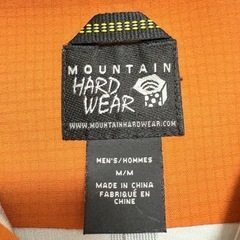 MOUNTAIN
HARD
WEAR
WWW.MOUNTAINHARDWEAR.COM
MEN'S/HOMMES
M/M
MADE IN CHINA
FABRIQUÉ EN
CHINE